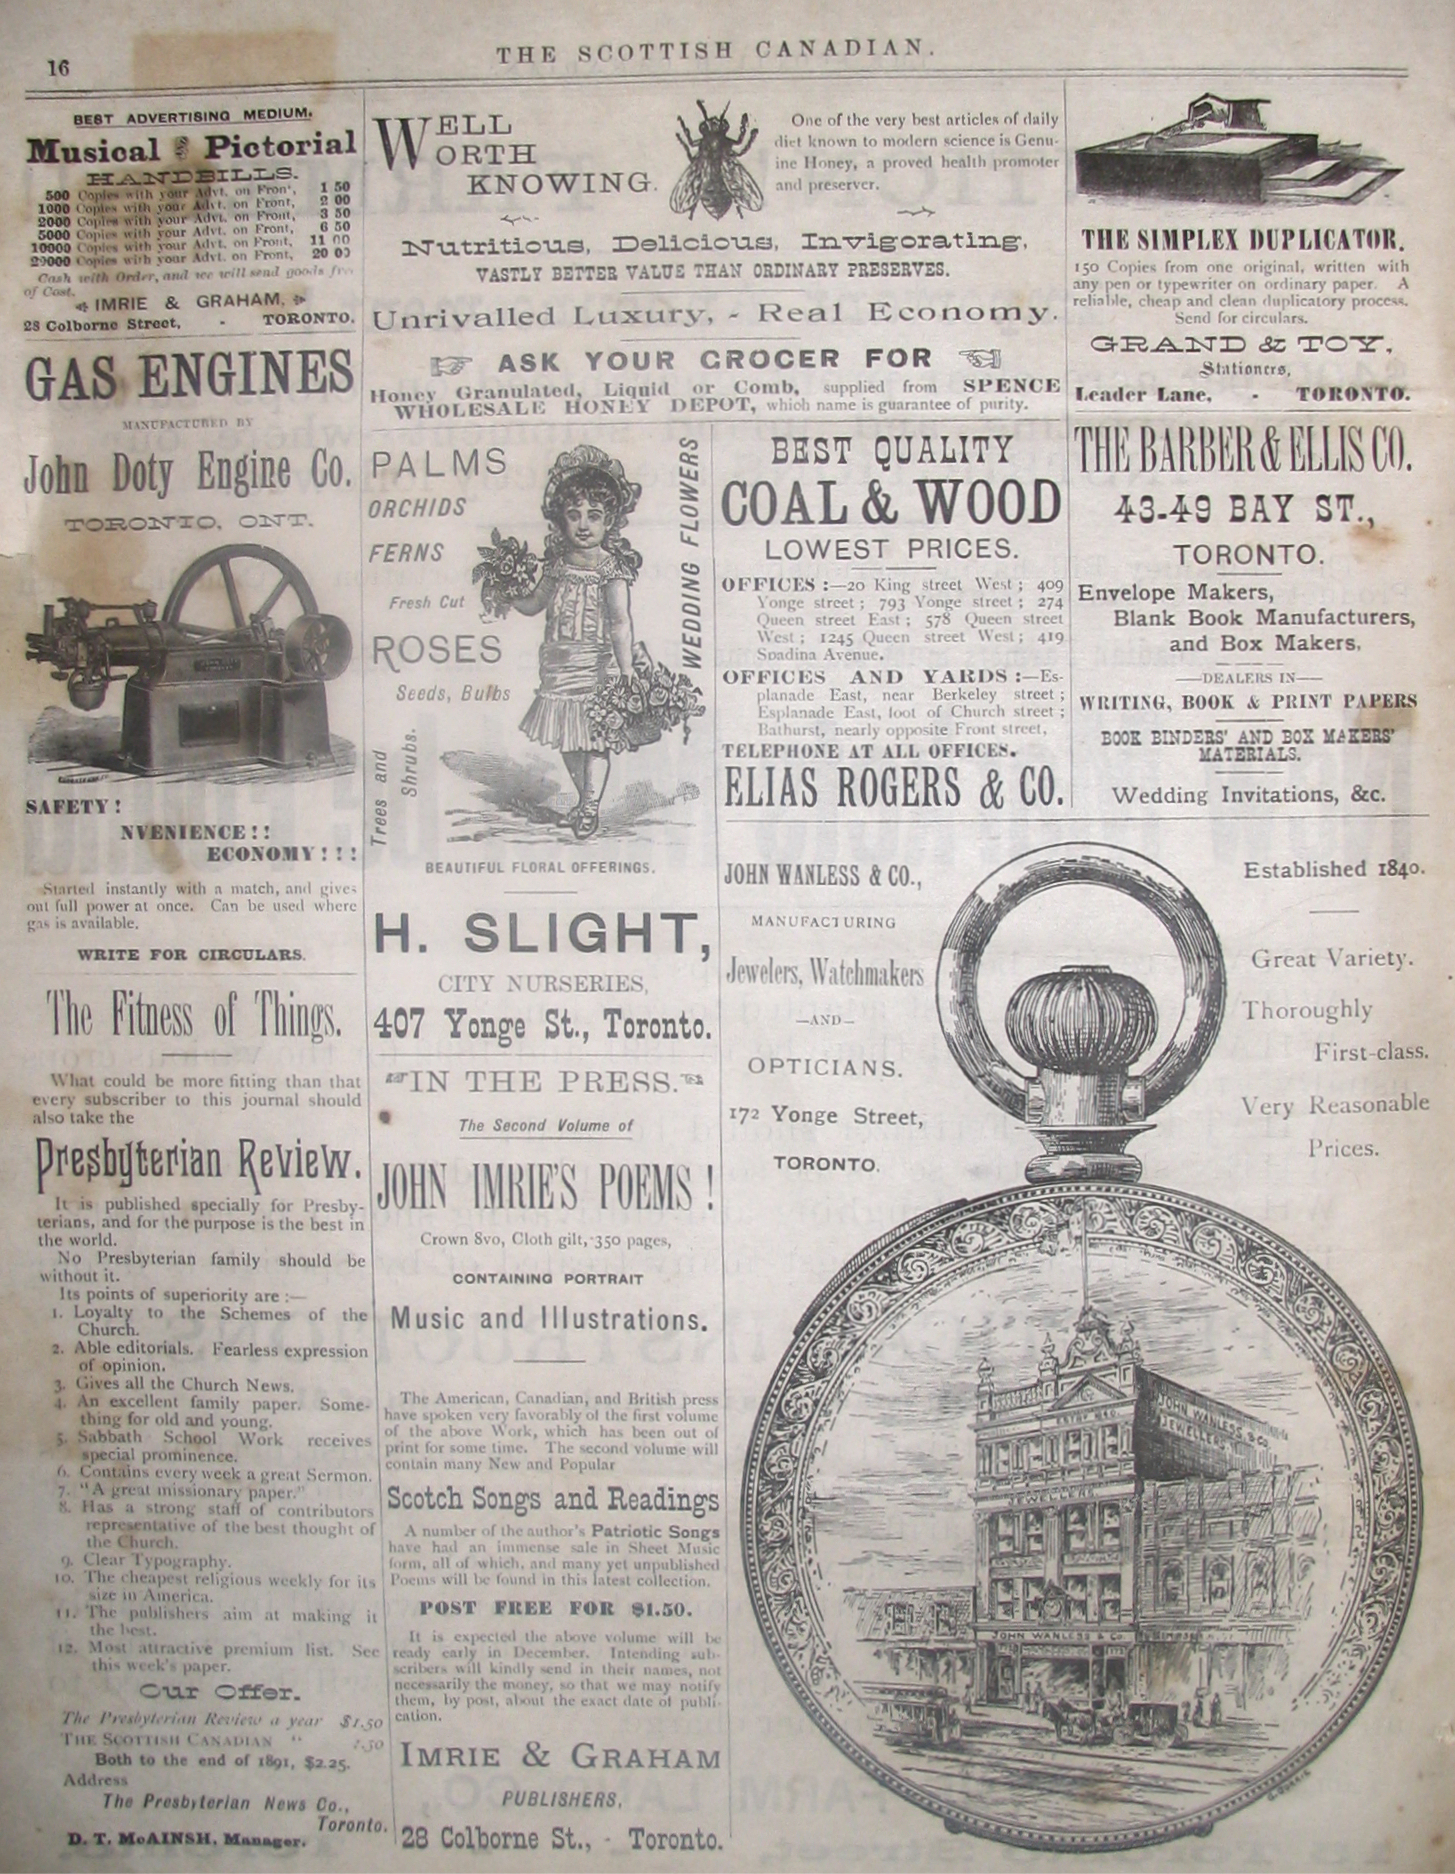 16
THE SCOTTISH CANADIAN.
BEST ADVERTISING MEDIUM.
Musical & Pictorial
HANDBILLS.
500 Copies with your Advt. on Front, 1 50
1000 Copies with your Advt. on Front, 2 00
2000 Copies with your Advt. on Front, 3 50
5000 Copies with your Advt. on Front, 6 50
10000 Copies with your Advt. on Front, 11 00
20000 Copies with your Advt. on Front, 20 00
Cash with Order, and we will send goods free
of Cost.
IMRIE & GRAHAM,
28 Colborne Street, - TORONTO.
GAS ENGINES
MANUFACTURED BY
John Doty Engine Co.
TORONTO, ONT.
SAFETY!
NVENIENCE!!
ECONOMY!!!
Started instantly with a match, and gives
out full power at once. Can be used where
gas is available.
WRITE FOR CIRCULARS.
The Fitness of Things.
What could be more fitting than that
every subscriber to this journal should
also take the
Presbyterian Review.
It is published specially for Presby-
terians, and for the purpose is the best in
the world.
No Presbyterian family should be
without it.
Its points of superiority are :—
1. Loyalty to the Schemes of the
Church.
2. Able editorials. Fearless expression
of opinion.
3. Gives all the Church News.
4. An excellent family paper. Some-
thing for old and young.
5. Sabbath School Work receives
special prominence.
6. Contains every week a great Sermon.
7. "A great missionary paper."
8. Has a strong staff of contributors
representative of the best thought of
the Church.
9. Clear Typography.
10. The cheapest religious weekly for its
size in America.
11. The publishers aim at making it
the best.
12. Most attractive premium list. See
this week's paper.
Our Offer.
The Presbyterian Review a year $1.50
THE SCOTTISH CANADIAN " 1.50
Both to the end of 1891, $2.25.
Address
The Presbyterian News Co.,
Toronto.
D. T. McAINSH, Manager.
WELL
WORTH
KNOWING.
One of the very best articles of daily
diet known to modern science is Genu-
ine Honey, a proved health promoter
and preserver.
Nutritious, Delicious, Invigorating,
VASTLY BETTER VALUE THAN ORDINARY PRESERVES.
Unrivalled Luxury, - Real Economy.
ASK YOUR GROCER FOR
Honey Granulated, Liquid or Comb, supplied from SPENCE
WHOLESALE HONEY DEPOT, which name is guarantee of purity.
PALMS
ORCHIDS
FERNS
Fresh Cut
ROSES
Seeds, Bulbs
Trees and
Shrubs.
WEDDING FLOWERS
BEAUTIFUL FLORAL OFFERINGS.
H. SLIGHT,
CITY NURSERIES,
407 Yonge St., Toronto.
IN THE PRESS.
The Second Volume of
JOHN IMRIE'S POEMS!
Crown 8vo, Cloth gilt, 350 pages,
CONTAINING PORTRAIT
Music and Illustrations.
The American, Canadian, and British press
have spoken very favorably of the first volume
of the above Work, which has been out of
print for some time. The second volume will
contain many New and Popular
Scotch Songs and Readings
A number of the author's Patriotic Songs
have had an immense sale in Sheet Music
form, all of which, and many yet unpublished
Poems will be found in this latest collection.
POST FREE FOR $1.50.
It is expected the above volume will be
ready early in December. Intending sub-
scribers will kindly send in their names, not
necessarily the money, so that we may notify
them, by post, about the exact date of publi-
cation.
IMRIE & GRAHAM
PUBLISHERS,
28 Colborne St., - Toronto.
BEST QUALITY
COAL & WOOD
LOWEST PRICES.
OFFICES :—20 King street West; 409
Yonge street; 793 Yonge street; 274
Queen street East; 578 Queen street
West; 1245 Queen street West; 419
Spadina Avenue.
OFFICES AND YARDS :—Es-
planade East, near Berkeley street;
Esplanade East, foot of Church street;
Bathurst, nearly opposite Front street,
TELEPHONE AT ALL OFFICES.
ELIAS ROGERS & CO.
THE SIMPLEX DUPLICATOR.
150 Copies from one original, written with
any pen or typewriter on ordinary paper. A
reliable, cheap and clean duplicatory process.
Send for circulars.
GRAND & TOY,
Stationers,
Leader Lane, - TORONTO.
THE BARBER & ELLIS CO.
43-49 BAY ST.,
TORONTO.
Envelope Makers,
Blank Book Manufacturers,
and Box Makers,
—DEALERS IN—
WRITING, BOOK & PRINT PAPERS
BOOK BINDERS' AND BOX MAKERS'
MATERIALS.
Wedding Invitations, &c.
JOHN WANLESS & CO.,
MANUFACTURING
Jewelers, Watchmakers
—AND—
OPTICIANS.
172 Yonge Street,
TORONTO.
Established 1840.
Great Variety.
Thoroughly
First-class.
Very Reasonable
Prices.
JOHN WANLESS & CO.
JEWELLERS
JEWELLERS
JOHN WANLESS & Co.